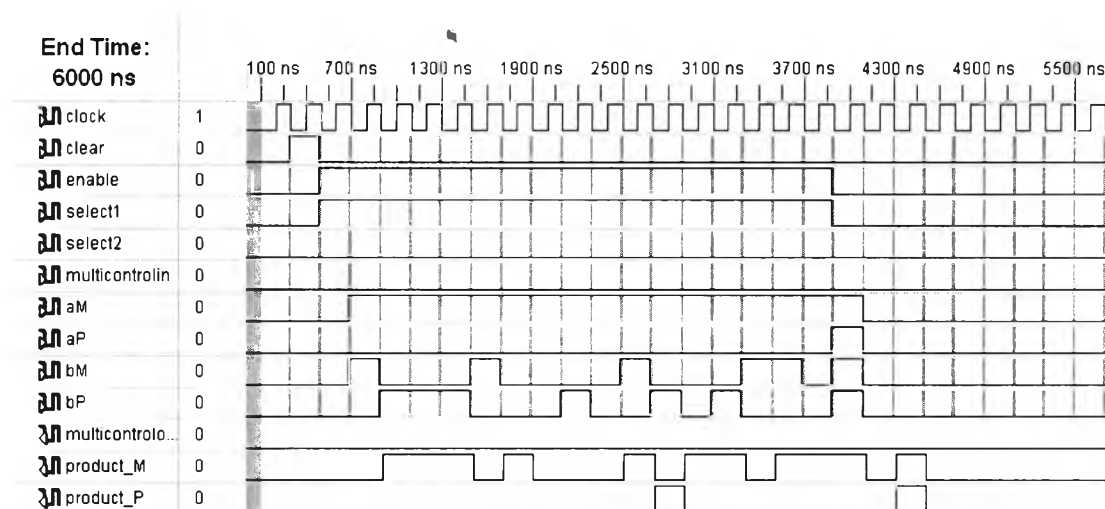 End Time:
6000 ns
100 ns 700 ns 1300 ns 1900 ns 2500 ns 3100 ns 3700 ns 4300 ns 4900 ns 5500 ns
clock 1
clear 0
enable 0
select1 0
select2 0
multicontrolin 0
aM 0
aP 0
bM 0
bP 0
multicontrolo... 0
product_M 0
product_P 0